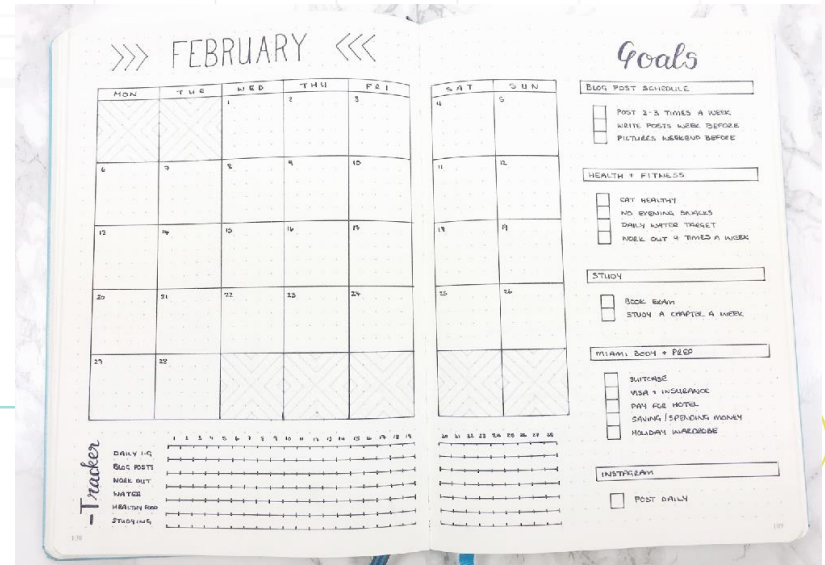 >>> FEBRUARY <<<
MON TUE WED THU FRI SAT SUN
1 2 3 4 5
6 7 8 9 10 11 12
13 14 15 16 17 18 19
20 21 22 23 24 25 26
27 28
-Tracker
1 2 3 4 5 6 7 8 9 10 11 12 13 14 15 16 17 18 19 20 21 22 23 24 25 26 27 28
DAILY IG
BLOG POSTS
WORK OUT
WATER
HEALTHY FOOD
STUDYING
Goals
BLOG POST SCHEDULE
POST 2-3 TIMES A WEEK
WRITE POSTS WEEK BEFORE
PICTURES WEEKEND BEFORE
HEALTH + FITNESS
EAT HEALTHY
NO EVENING SNACKS
DAILY WATER TARGET
WORK OUT 4 TIMES A WEEK
STUDY
BOOK EXAM
STUDY A CHAPTER A WEEK
MIAMI BODY + PREP
SUITCASE
VISA + INSURANCE
PAY FOR HOTEL
SAVING/SPENDING MONEY
HOLIDAY WARDROBE
INSTAGRAM
POST DAILY